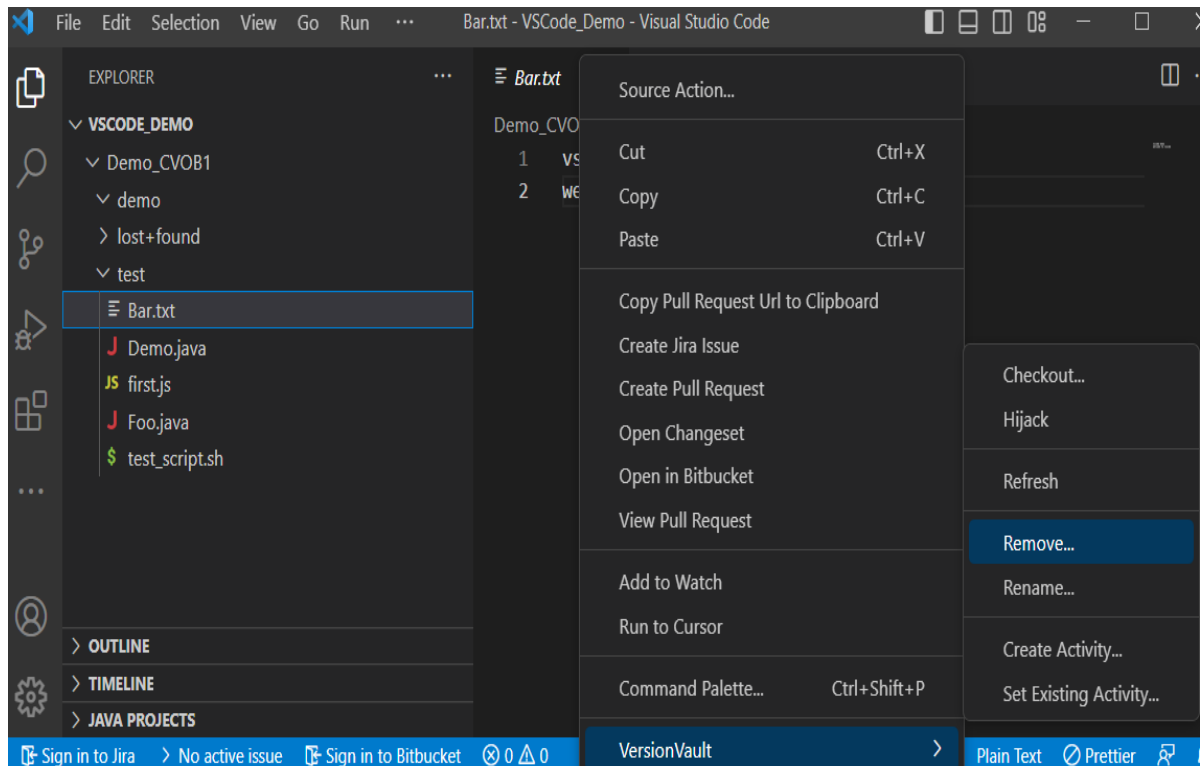 File Edit Selection View Go Run ··· Bar.txt - VSCode_Demo - Visual Studio Code
EXPLORER ···
VSCODE_DEMO
Demo_CVOB1
demo
lost+found
test
Bar.txt
J Demo.java
JS first.js
J Foo.java
$ test_script.sh
OUTLINE
TIMELINE
JAVA PROJECTS
Bar.txt
Demo_CVO
1 vs
2 we
Source Action...
Cut Ctrl+X
Copy Ctrl+C
Paste Ctrl+V
Copy Pull Request Url to Clipboard
Create Jira Issue
Create Pull Request
Open Changeset
Open in Bitbucket
View Pull Request
Add to Watch
Run to Cursor
Command Palette... Ctrl+Shift+P
VersionVault >
Checkout...
Hijack
Refresh
Remove...
Rename...
Create Activity...
Set Existing Activity...
Sign in to Jira > No active issue Sign in to Bitbucket 0 0 Plain Text Prettier